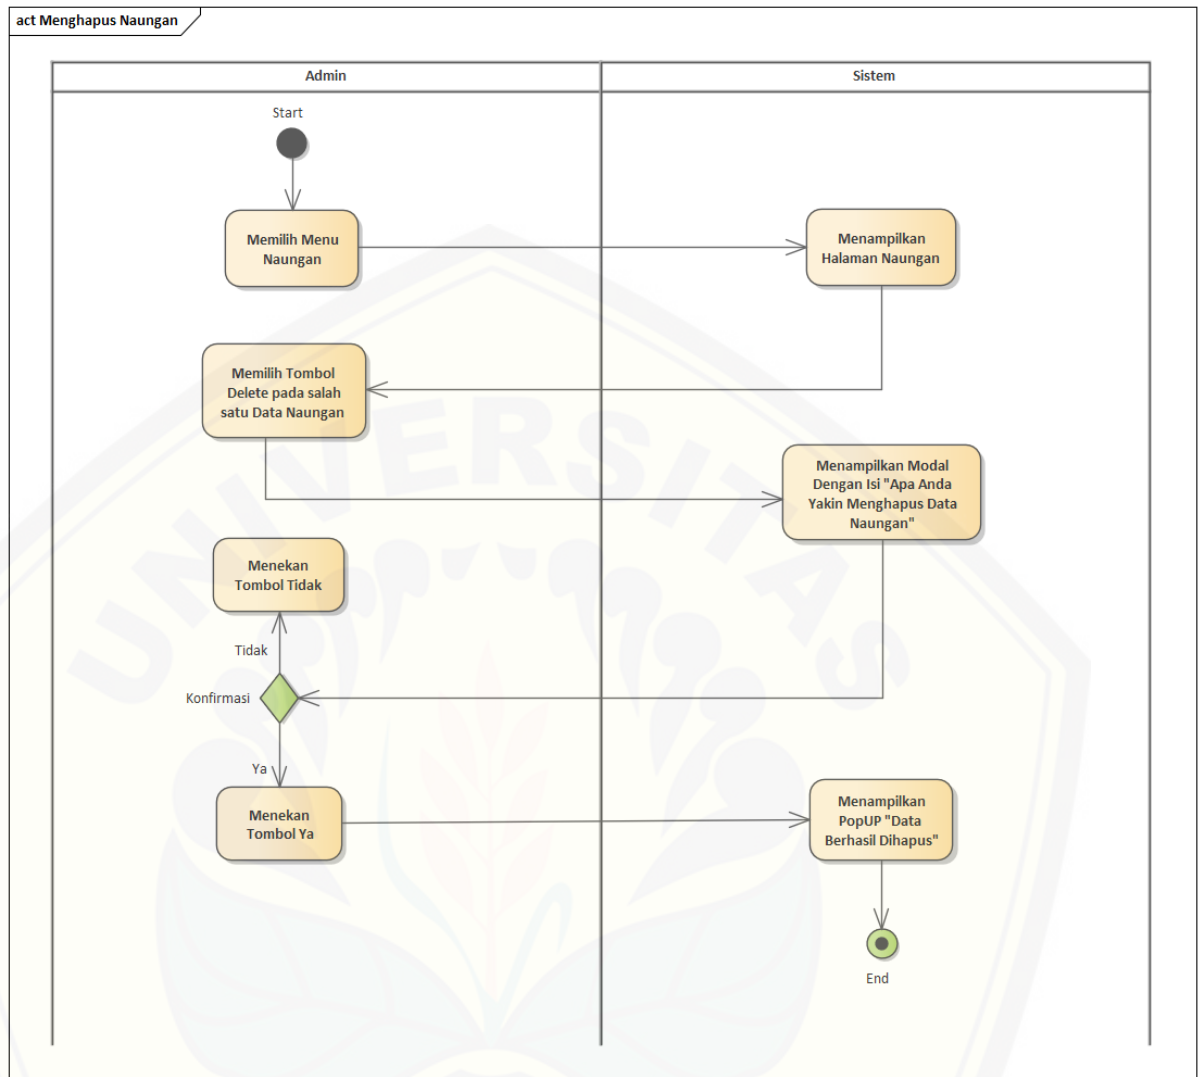 act Menghapus Naungan
Admin
Sistem
Start
Memilih Menu
Naungan
Menampilkan
Halaman Naungan
Memilih Tombol
Delete pada salah
satu Data Naungan
Menampilkan Modal
Dengan Isi "Apa Anda
Yakin Menghapus Data
Naungan"
Menekan
Tombol Tidak
Tidak
Konfirmasi
Ya
Menekan
Tombol Ya
Menampilkan
PopUP "Data
Berhasil Dihapus"
End
UNIVERSITAS